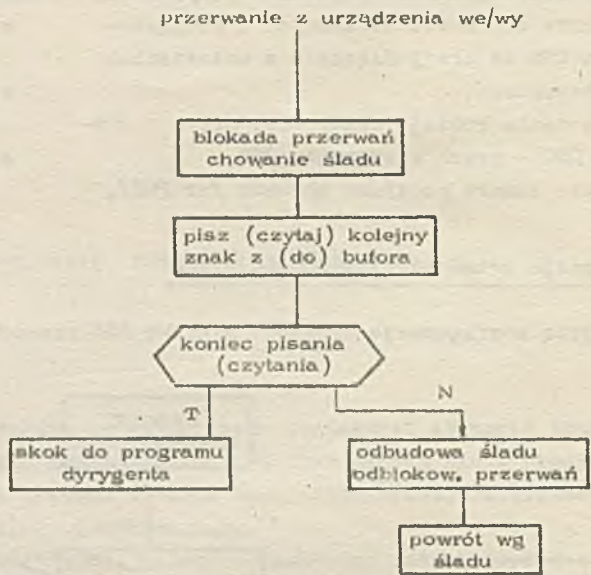 przerwanie z urządzenia we/wy
blokada przerwań
chowanie śladu
pisz (czytaj) kolejny
znak z (do) bufora
koniec pisania
(czytania)
T
N
skok do programu
dyrygenta
odbudowa śladu
odblokow. przerwań
powrót wg
śladu